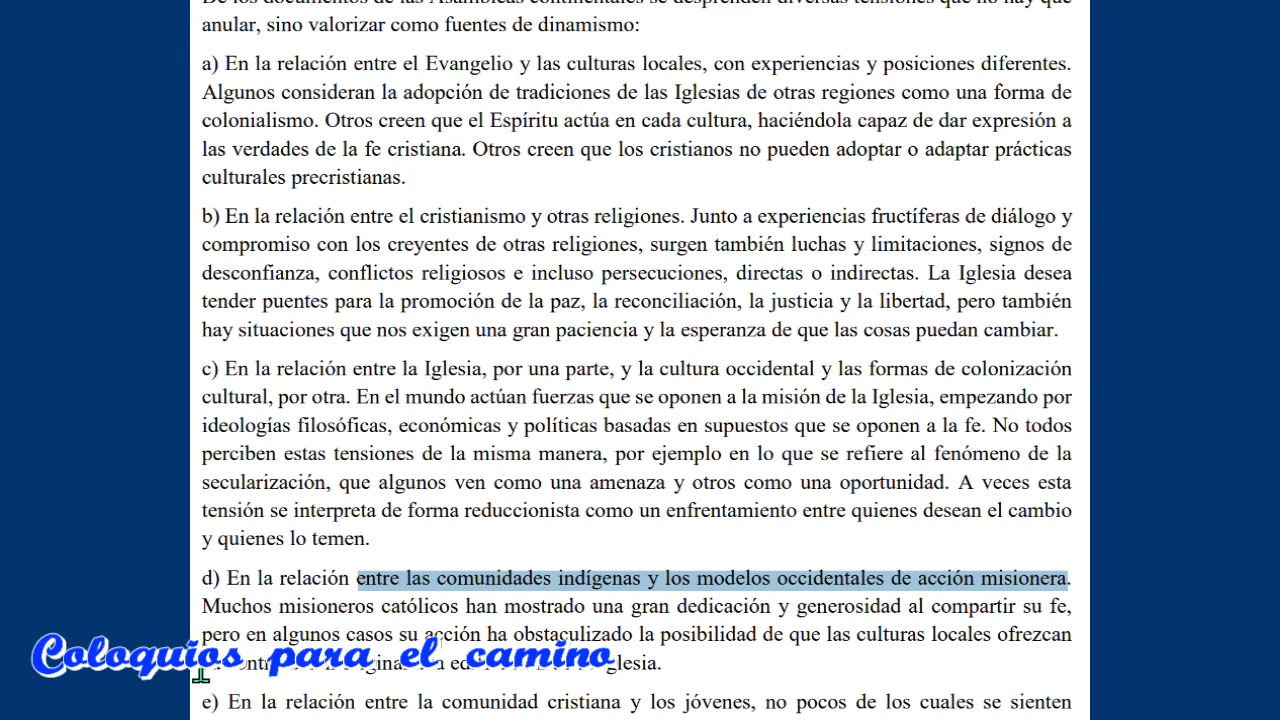 De los documentos de las Asambleas continentales se desprenden diversas tensiones que no hay que
anular, sino valorizar como fuentes de dinamismo:
a) En la relación entre el Evangelio y las culturas locales, con experiencias y posiciones diferentes.
Algunos consideran la adopción de tradiciones de las Iglesias de otras regiones como una forma de
colonialismo. Otros creen que el Espíritu actúa en cada cultura, haciéndola capaz de dar expresión a
las verdades de la fe cristiana. Otros creen que los cristianos no pueden adoptar o adaptar prácticas
culturales precristianas.
b) En la relación entre el cristianismo y otras religiones. Junto a experiencias fructíferas de diálogo y
compromiso con los creyentes de otras religiones, surgen también luchas y limitaciones, signos de
desconfianza, conflictos religiosos e incluso persecuciones, directas o indirectas. La Iglesia desea
tender puentes para la promoción de la paz, la reconciliación, la justicia y la libertad, pero también
hay situaciones que nos exigen una gran paciencia y la esperanza de que las cosas puedan cambiar.
c) En la relación entre la Iglesia, por una parte, y la cultura occidental y las formas de colonización
cultural, por otra. En el mundo actúan fuerzas que se oponen a la misión de la Iglesia, empezando por
ideologías filosóficas, económicas y políticas basadas en supuestos que se oponen a la fe. No todos
perciben estas tensiones de la misma manera, por ejemplo en lo que se refiere al fenómeno de la
secularización, que algunos ven como una amenaza y otros como una oportunidad. A veces esta
tensión se interpreta de forma reduccionista como un enfrentamiento entre quienes desean el cambio
y quienes lo temen.
d) En la relación entre las comunidades indígenas y los modelos occidentales de acción misionera.
Muchos misioneros católicos han mostrado una gran dedicación y generosidad al compartir su fe,
pero en algunos casos su acción ha obstaculizado la posibilidad de que las culturas locales ofrezcan
Iglesia.
Coloquios para el camino
e) En la relación entre la comunidad cristiana y los jóvenes, no pocos de los cuales se sienten